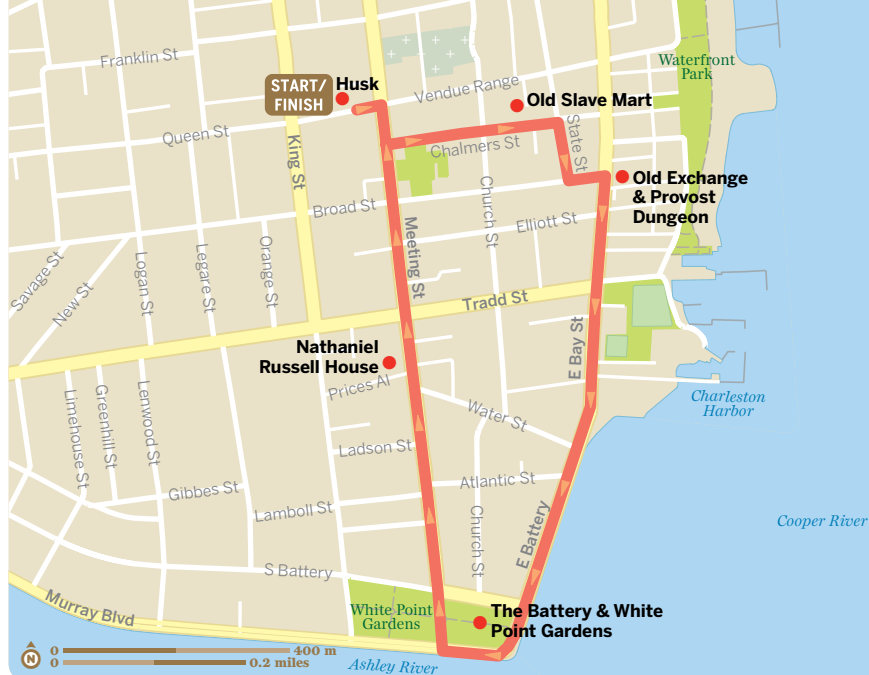 Franklin St
Waterfront
Park
START/
FINISH
Husk
Vendue Range
Old Slave Mart
Queen St
King St
Chalmers St
State St
Old Exchange
& Provost
Dungeon
Church St
Broad St
Elliott St
Meeting St
Savage St
New St
Logan St
Legare St
Orange St
Tradd St
E Bay St
Nathaniel
Russell House
Prices Al
Charleston
Harbor
Limehouse St
Greenhill St
Lenwood St
Water St
Ladson St
Atlantic St
Gibbes St
Lamboll St
Church St
E Battery
Cooper River
S Battery
Murray Blvd
White Point
Gardens
The Battery & White
Point Gardens
N
0 400 m
0 0.2 miles
Ashley River